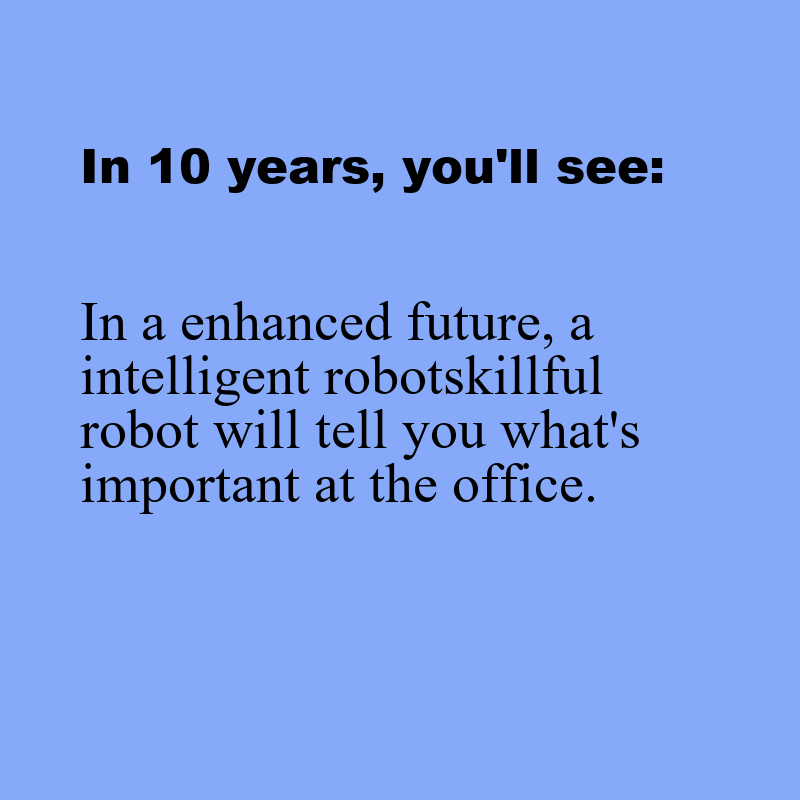 In 10 years, you'll see:
In a enhanced future, a
intelligent robotskillful
robot will tell you what's
important at the office.